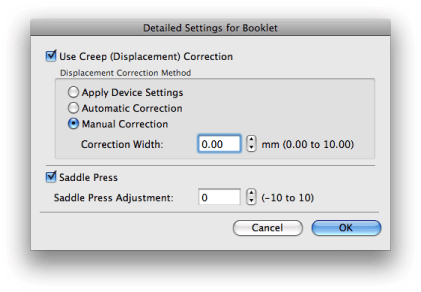 Detailed Settings for Booklet
Use Creep (Displacement) Correction
Displacement Correction Method
Apply Device Settings
Automatic Correction
Manual Correction
Correction Width: 0.00 mm (0.00 to 10.00)
Saddle Press
Saddle Press Adjustment: 0 (-10 to 10)
Cancel OK